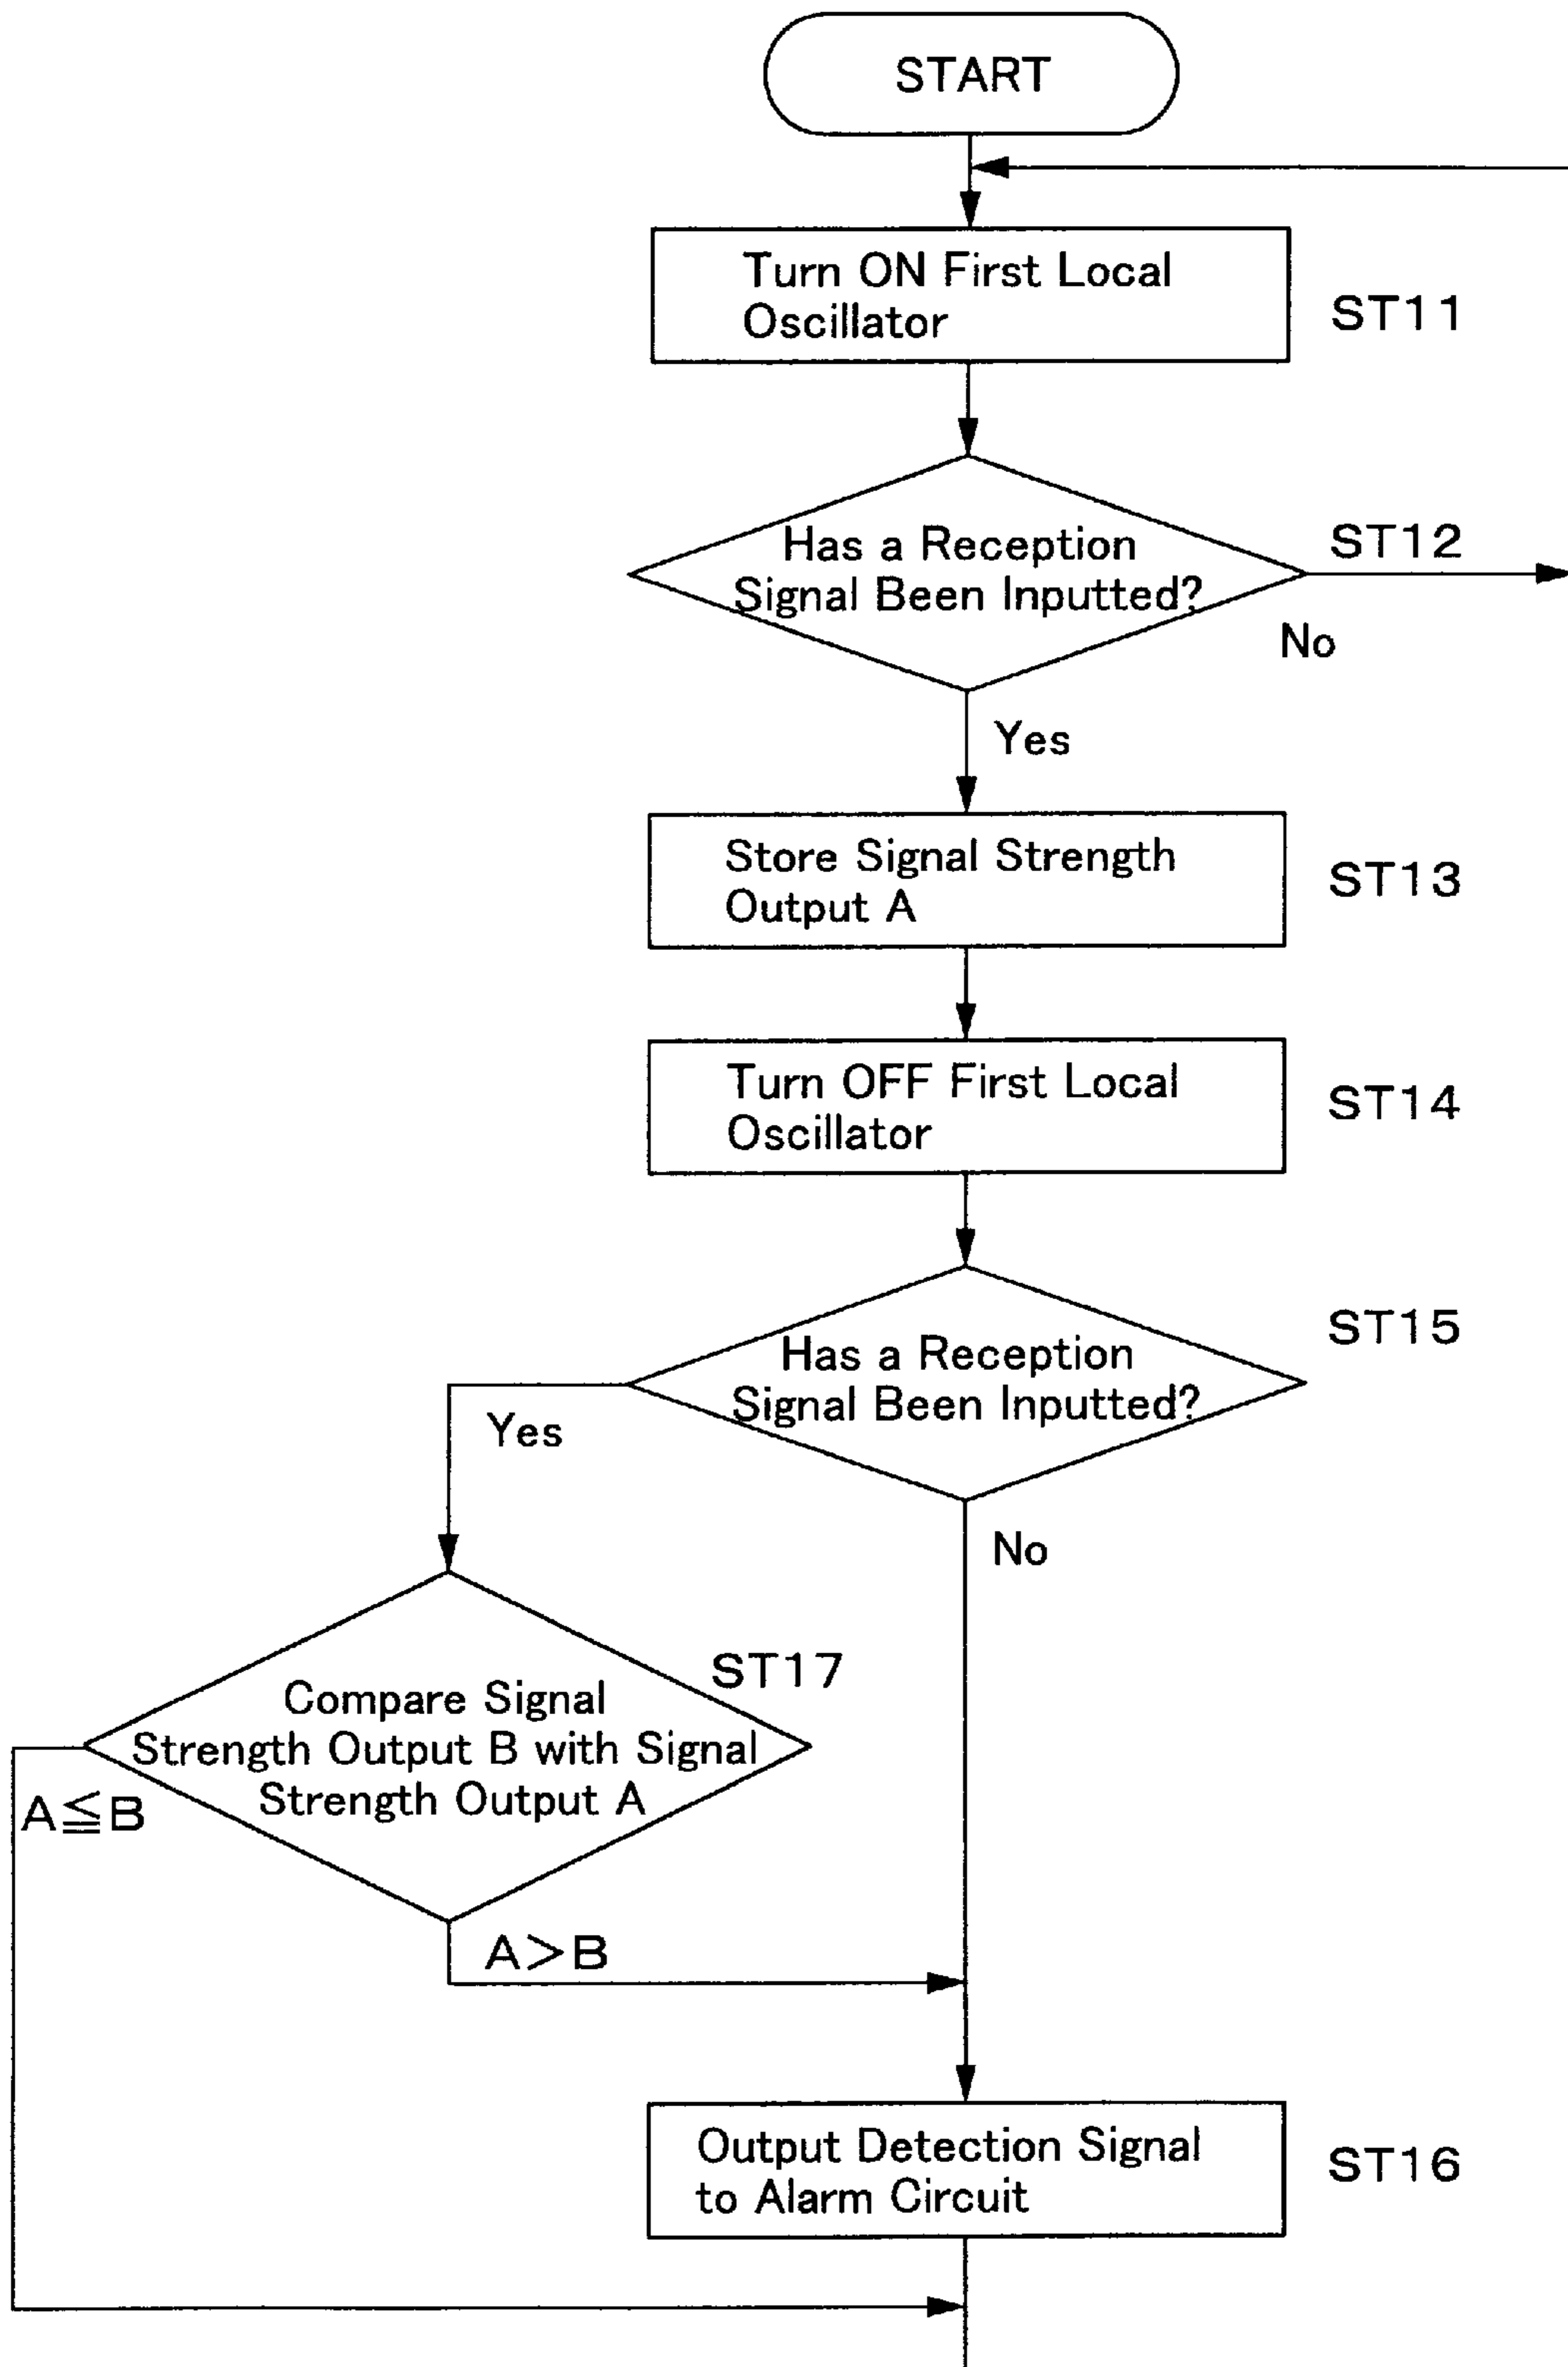 START
Turn ON First Local
Oscillator
ST11
Has a Reception
Signal Been Inputted?
ST12
No
Yes
Store Signal Strength
Output A
ST13
Turn OFF First Local
Oscillator
ST14
Has a Reception
Signal Been Inputted?
ST15
Yes
No
Compare Signal
Strength Output B with Signal
Strength Output A
ST17
A≦B
A>B
Output Detection Signal
to Alarm Circuit
ST16